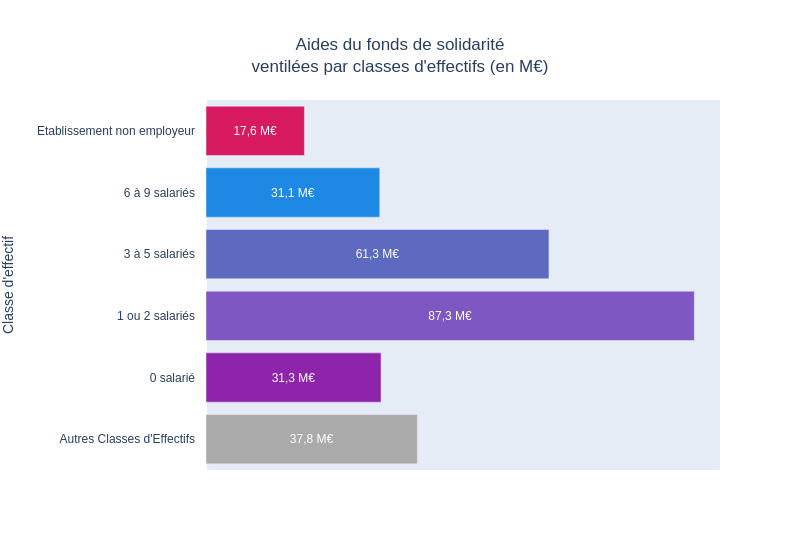 Aides du fonds de solidarité
ventilées par classes d'effectifs (en M€)
Classe d'effectif
Etablissement non employeur
17,6 M€
6 à 9 salariés
31,1 M€
3 à 5 salariés
61,3 M€
1 ou 2 salariés
87,3 M€
0 salarié
31,3 M€
Autres Classes d'Effectifs
37,8 M€